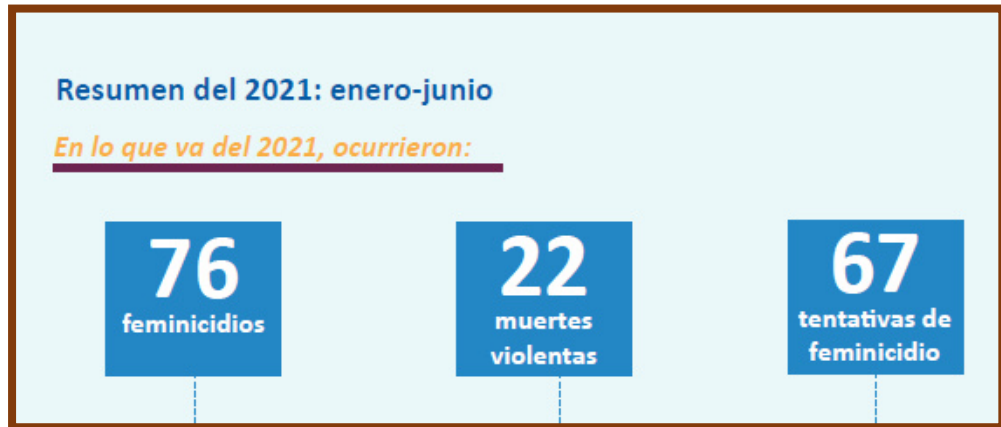 Resumen del 2021: enero-junio
En lo que va del 2021, ocurrieron:
76
feminicidios
22
muertes
violentas
67
tentativas de
feminicidio